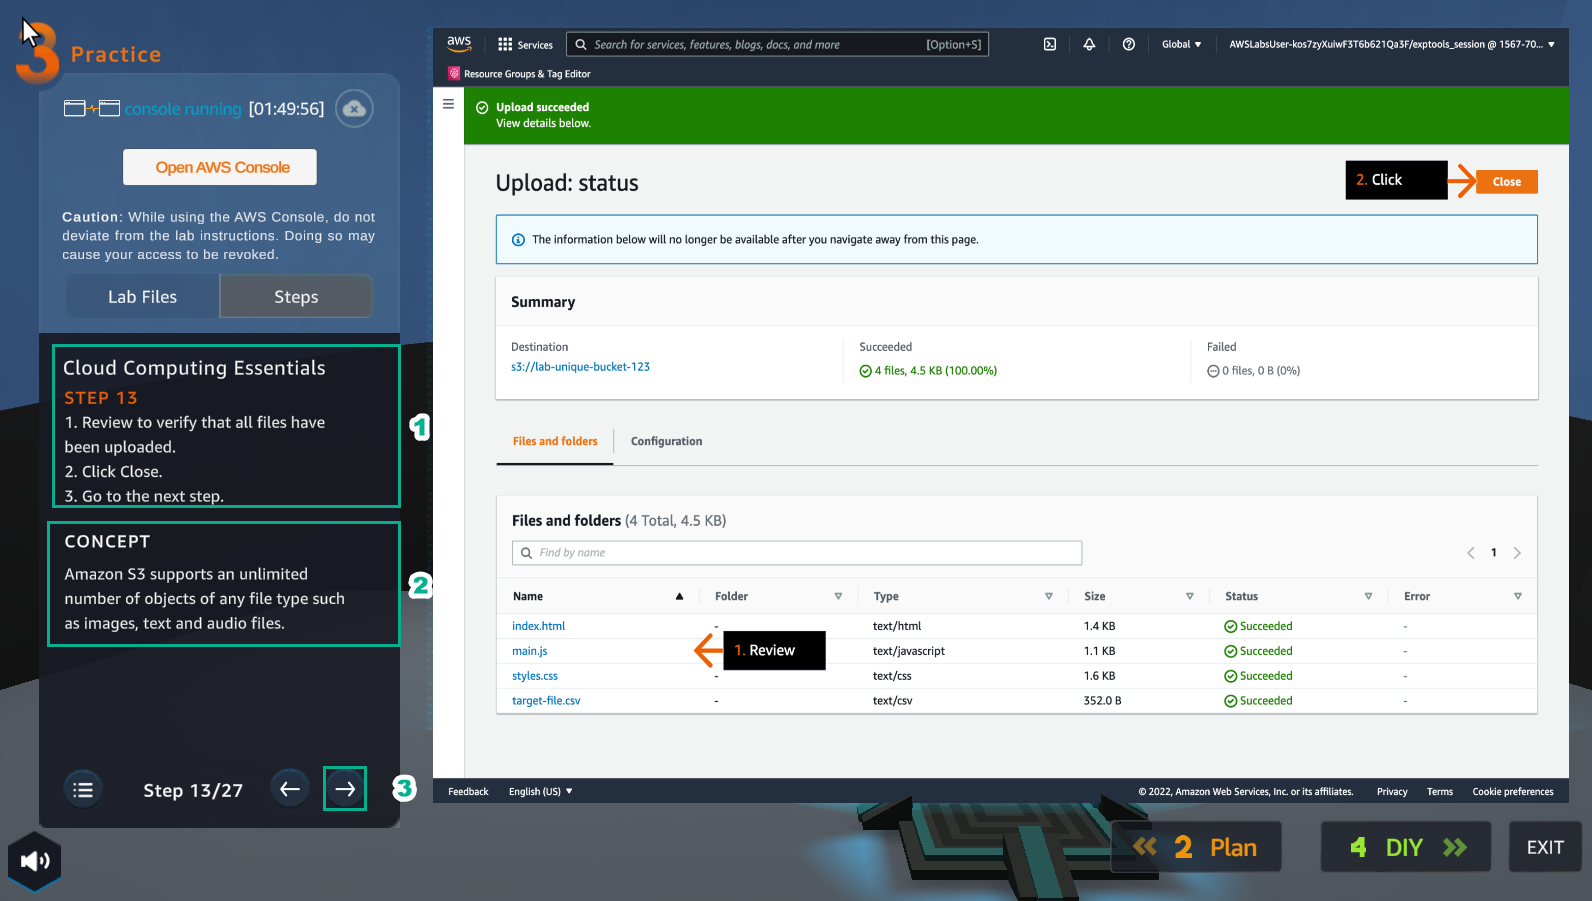 3 Practice
console running [01:49:56]
Open AWS Console
Caution: While using the AWS Console, do not
deviate from the lab instructions. Doing so may
cause your access to be revoked.
Lab Files
Steps
Cloud Computing Essentials
STEP 13
1. Review to verify that all files have
been uploaded.
2. Click Close.
3. Go to the next step.
1
CONCEPT
Amazon S3 supports an unlimited
number of objects of any file type such
as images, text and audio files.
2
Step 13/27
3
aws
Services
Search for services, features, blogs, docs, and more
[Option+S]
Global
AWSLabsUser-kos7zyXuiwF3T6b621Qa3F/exptools_session @ 1567-70...
Resource Groups & Tag Editor
Upload succeeded
View details below.
Upload: status
2. Click
Close
The information below will no longer be available after you navigate away from this page.
Summary
Destination
s3://lab-unique-bucket-123
Succeeded
4 files, 4.5 KB (100.00%)
Failed
0 files, 0 B (0%)
Files and folders
Configuration
Files and folders (4 Total, 4.5 KB)
Find by name
1
Name Folder Type Size Status Error
index.html - text/html 1.4 KB Succeeded -
main.js text/javascript 1.1 KB Succeeded -
1. Review
styles.css - text/css 1.6 KB Succeeded -
target-file.csv - text/csv 352.0 B Succeeded -
Feedback
English (US)
© 2022, Amazon Web Services, Inc. or its affiliates.
Privacy
Terms
Cookie preferences
2 Plan
4 DIY
EXIT